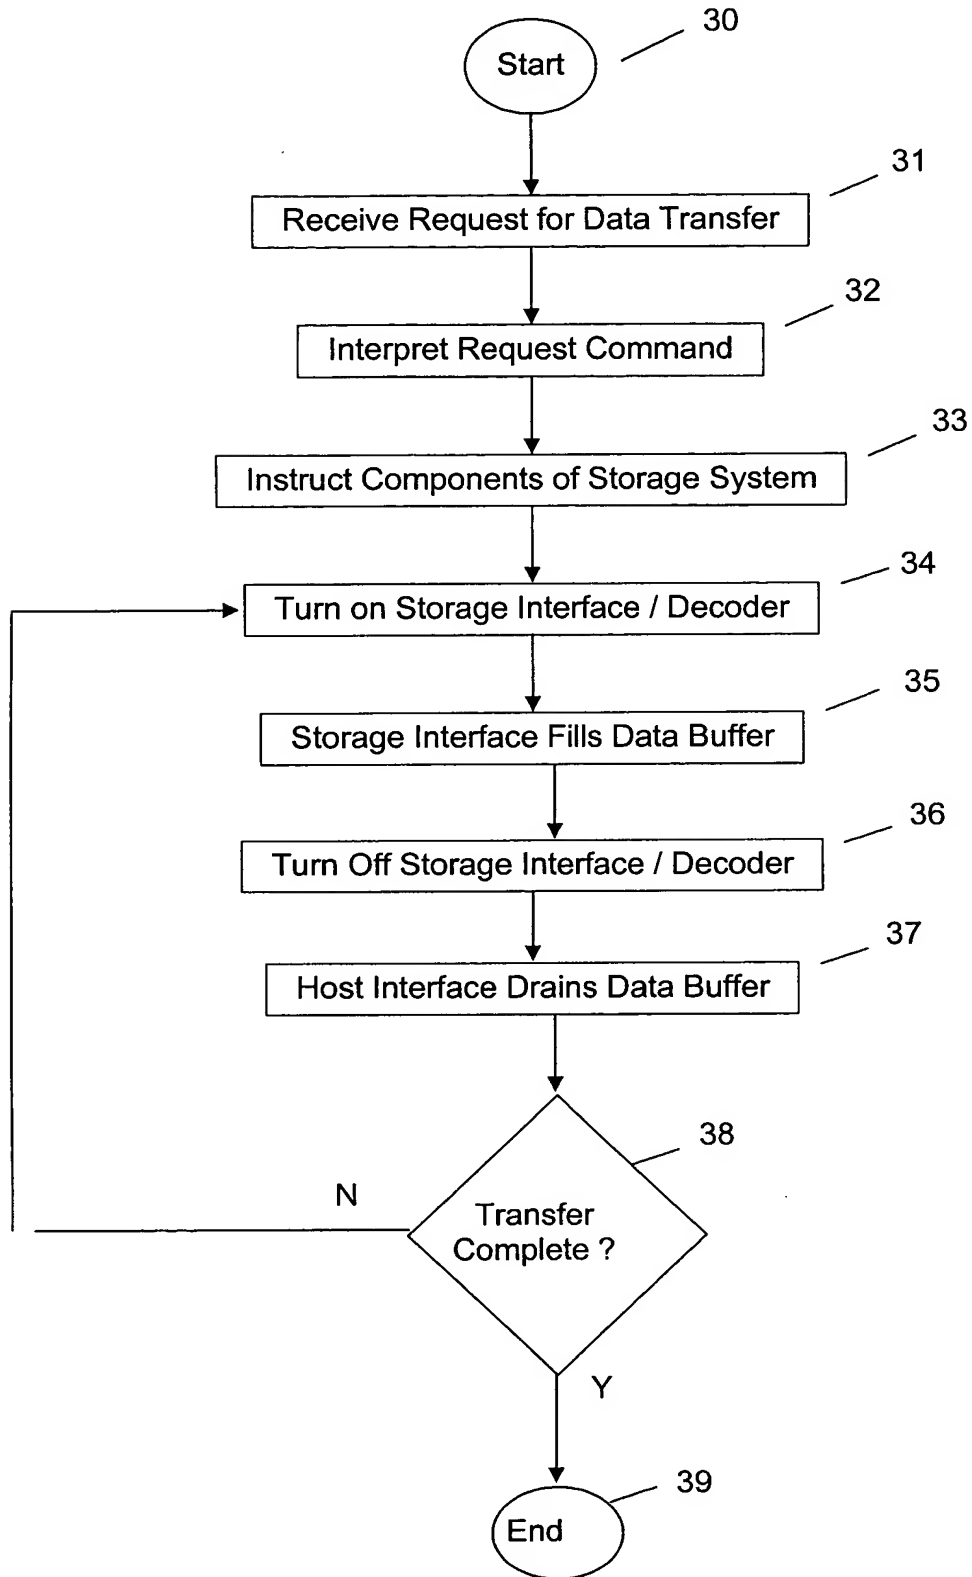 30
Start
31
Receive Request for Data Transfer
32
Interpret Request Command
33
Instruct Components of Storage System
34
Turn on Storage Interface / Decoder
35
Storage Interface Fills Data Buffer
36
Turn Off Storage Interface / Decoder
37
Host Interface Drains Data Buffer
38
N
Transfer
Complete ?
Y
39
End